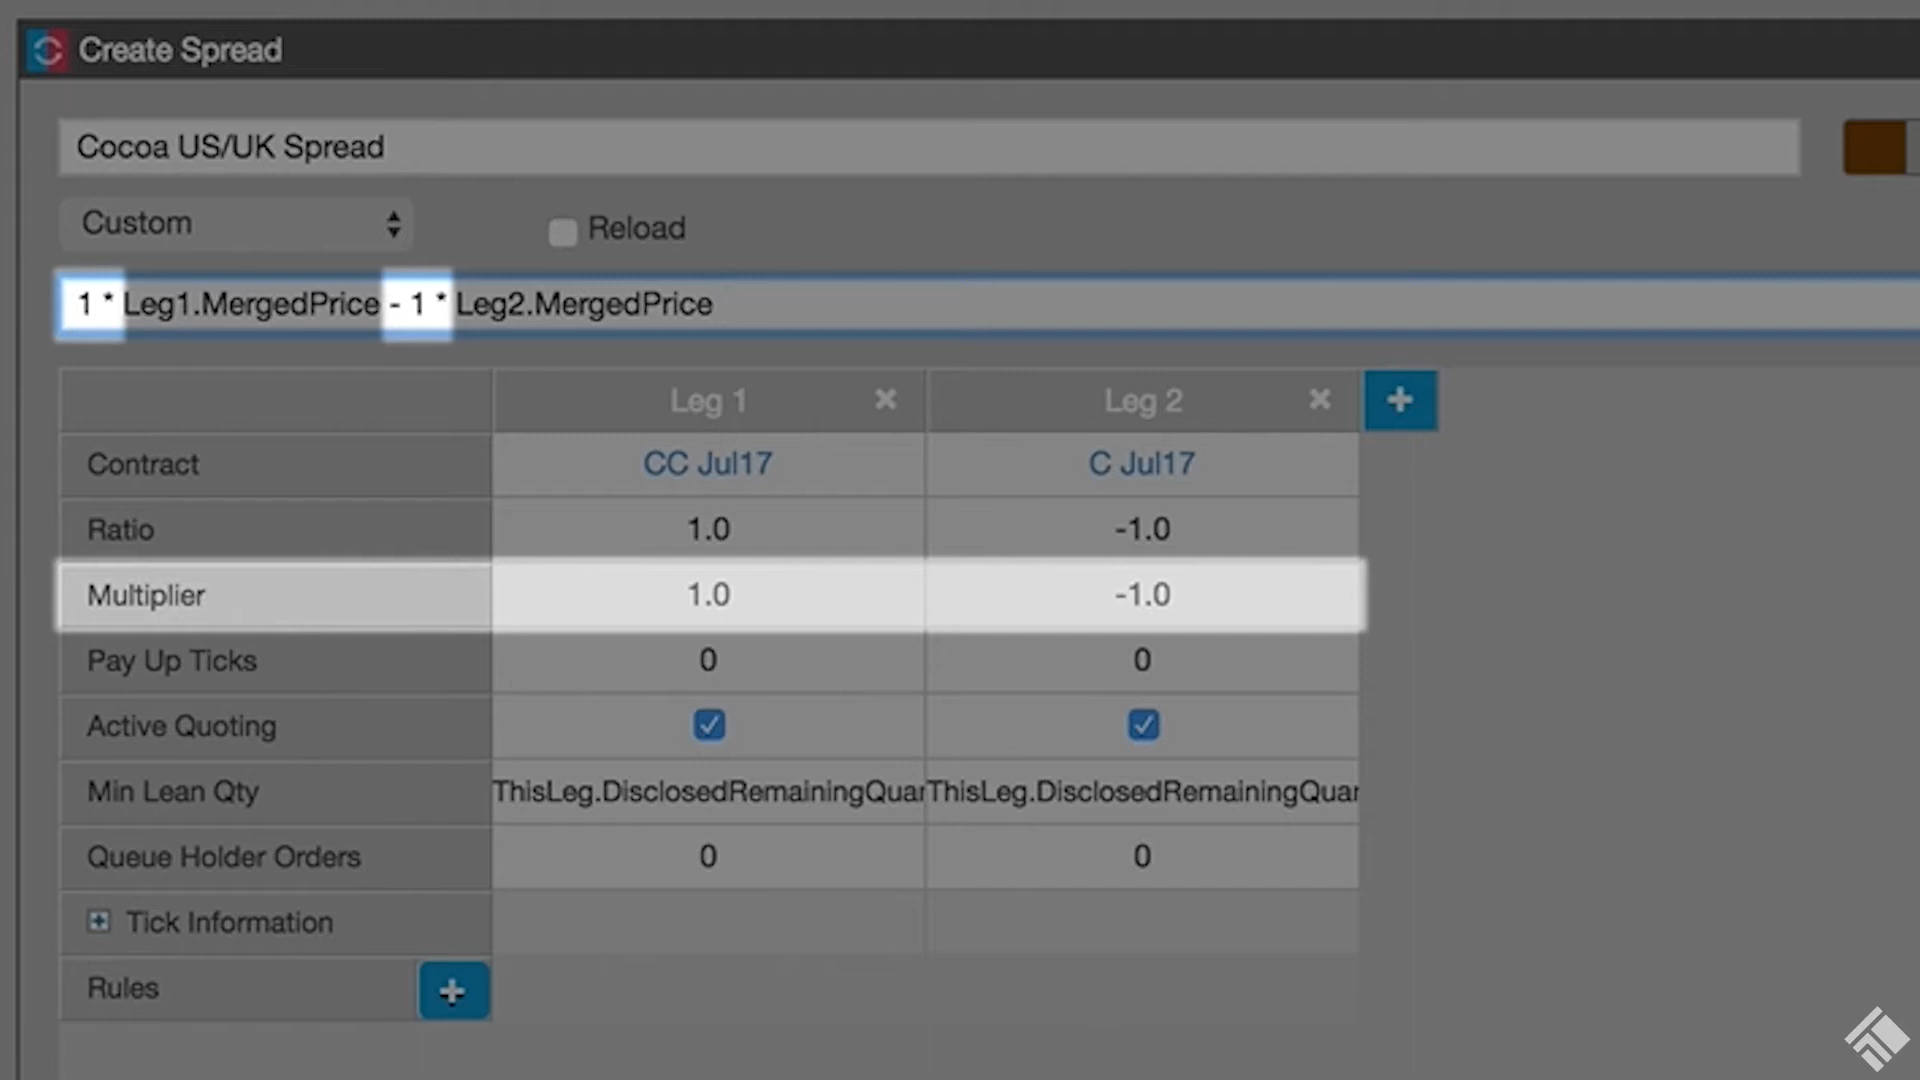 Create Spread
Cocoa US/UK Spread
Custom
Reload
1 * Leg1.MergedPrice - 1 * Leg2.MergedPrice
Leg 1 Leg 2
Contract CC Jul17 C Jul17
Ratio 1.0 -1.0
Multiplier 1.0 -1.0
Pay Up Ticks 0 0
Active Quoting
Min Lean Qty ThisLeg.DisclosedRemainingQuan ThisLeg.DisclosedRemainingQuan
Queue Holder Orders 0 0
Tick Information
Rules